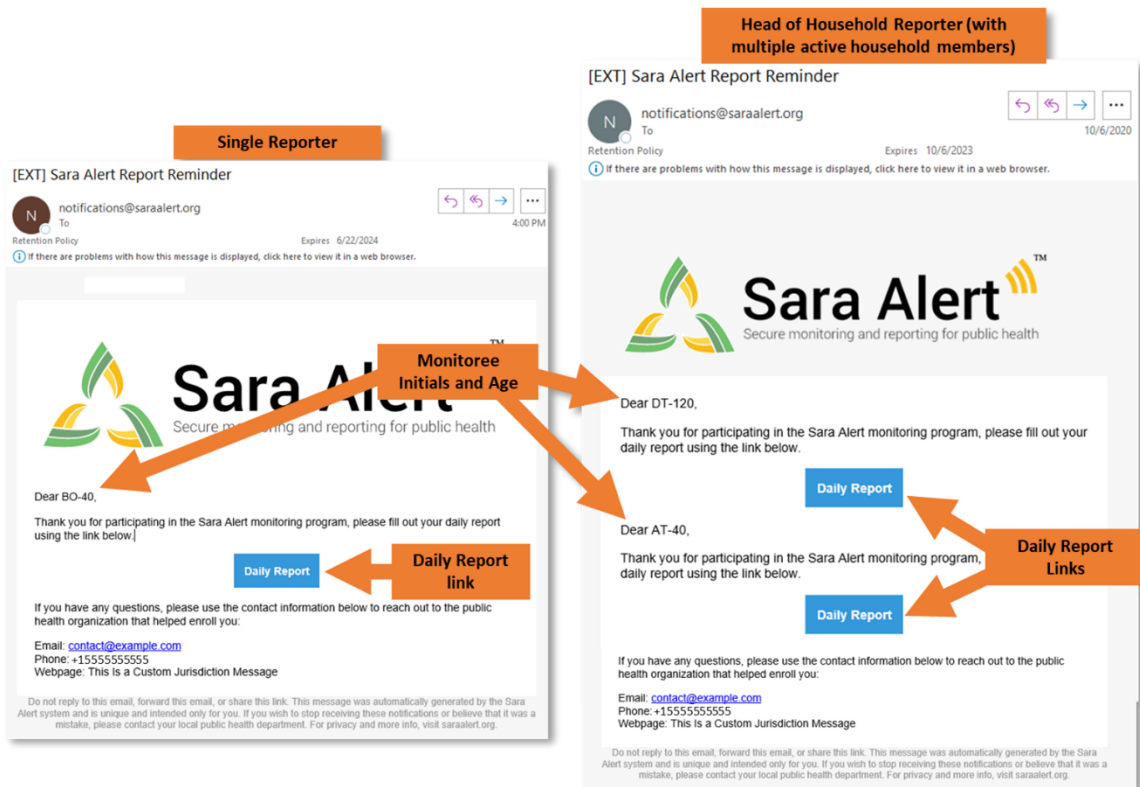 Single Reporter
[EXT] Sara Alert Report Reminder
N
notifications@saraalert.org
To
4:00 PM
Retention Policy
Expires 6/22/2024
If there are problems with how this message is displayed, click here to view it in a web browser.
Sara Alert TM
Secure monitoring and reporting for public health
Monitoree
Initials and Age
Dear BO-40,
Thank you for participating in the Sara Alert monitoring program, please fill out your daily report
using the link below.
Daily Report
Daily Report
link
If you have any questions, please use the contact information below to reach out to the public
health organization that helped enroll you:
Email: contact@example.com
Phone: +15555555555
Webpage: This Is a Custom Jurisdiction Message
Do not reply to this email, forward this email, or share this link. This message was automatically generated by the Sara
Alert system and is unique and intended only for you. If you wish to stop receiving these notifications or believe that it was a
mistake, please contact your local public health department. For privacy and more info, visit saraalert.org.
Head of Household Reporter (with
multiple active household members)
[EXT] Sara Alert Report Reminder
N
notifications@saraalert.org
To
10/6/2020
Retention Policy
Expires 10/6/2023
If there are problems with how this message is displayed, click here to view it in a web browser.
Sara Alert TM
Secure monitoring and reporting for public health
Dear DT-120,
Thank you for participating in the Sara Alert monitoring program, please fill out your
daily report using the link below.
Daily Report
Dear AT-40,
Thank you for participating in the Sara Alert monitoring program,
daily report using the link below.
Daily Report
Daily Report
Links
If you have any questions, please use the contact information below to reach out to the public
health organization that helped enroll you:
Email: contact@example.com
Phone: +15555555555
Webpage: This Is a Custom Jurisdiction Message
Do not reply to this email, forward this email, or share this link. This message was automatically generated by the Sara
Alert system and is unique and intended only for you. If you wish to stop receiving these notifications or believe that it was a
mistake, please contact your local public health department. For privacy and more info, visit saraalert.org.